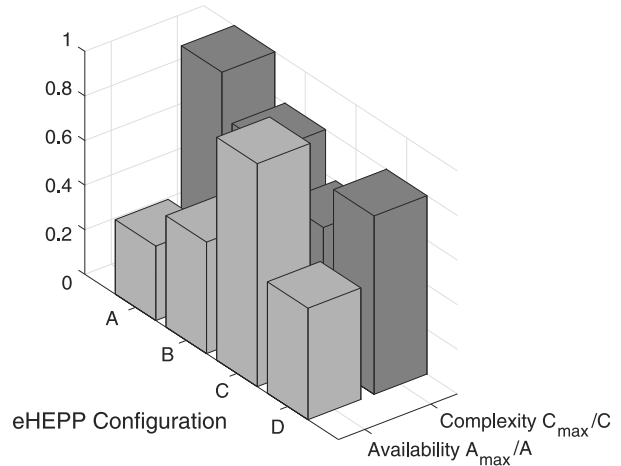 1
0.8
0.6
0.4
0.2
0
A
B
C
D
eHEPP Configuration
Complexity C_max/C
Availability A_max/A